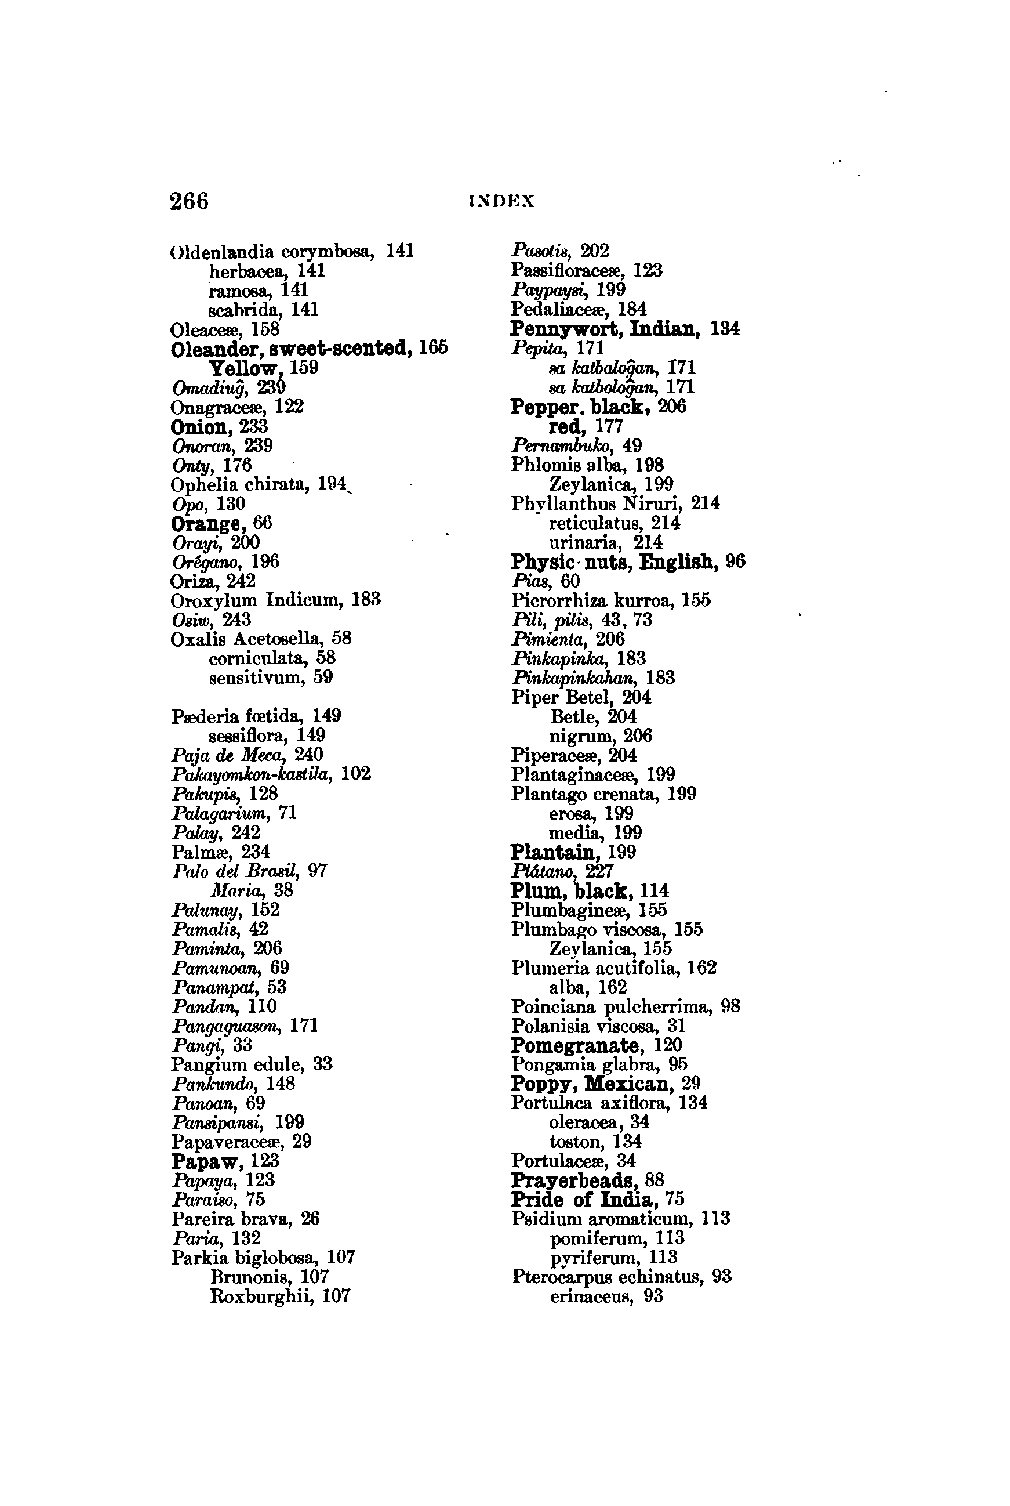 266 INDEX
Oldenlandia corymbosa, 141
herbacea, 141
ramosa, 141
scabrida, 141
Oleaceæ, 158
Oleander, sweet-scented, 165
Yellow, 159
Omadiug̃, 239
Onagraceæ, 122
Onion, 233
Onoran, 239
Onty, 176
Ophelia chirata, 194
Opo, 130
Orange, 66
Orayi, 200
Orégano, 196
Oriza, 242
Oroxylum Indicum, 183
Osiw, 243
Oxalis Acetosella, 58
corniculata, 58
sensitivum, 59
Pæderia fœtida, 149
sessiflora, 149
Paja de Meca, 240
Pakayomkon-kastila, 102
Pakupis, 128
Palagarium, 71
Palay, 242
Palmæ, 234
Palo del Brasil, 97
Maria, 38
Palunay, 152
Pamalis, 42
Paminta, 206
Pamunoan, 69
Panampat, 53
Pandan, 110
Pangaguason, 171
Pangi, 33
Pangium edule, 33
Pankundo, 148
Panoan, 69
Pansipansi, 199
Papaveraceæ, 29
Papaw, 123
Papaya, 123
Paraiso, 75
Pareira brava, 26
Paria, 132
Parkia biglobosa, 107
Brunonis, 107
Roxburghii, 107
Pasotis, 202
Passifloraceæ, 123
Paypaysi, 199
Pedaliaceæ, 184
Pennywort, Indian, 134
Pepita, 171
sa katbalog̃an, 171
sa katbolog̃an, 171
Pepper. black, 206
red, 177
Pernambuko, 49
Phlomis alba, 198
Zeylanica, 199
Phyllanthus Niruri, 214
reticulatus, 214
urinaria, 214
Physic-nuts, English, 96
Pias, 60
Picrorrhiza kurroa, 155
Pili, pilis, 43, 73
Pimienta, 206
Pinkapinka, 183
Pinkapinkahan, 183
Piper Betel, 204
Betle, 204
nigrum, 206
Piperaceæ, 204
Plantaginaceæ, 199
Plantago crenata, 199
erosa, 199
media, 199
Plantain, 199
Plátano, 227
Plum, black, 114
Plumbagineæ, 155
Plumbago viscosa, 155
Zeylanica, 155
Plumeria acutifolia, 162
alba, 162
Poinciana pulcherrima, 98
Polanisia viscosa, 31
Pomegranate, 120
Pongamia glabra, 95
Poppy, Mexican, 29
Portulaca axiflora, 134
oleracea, 34
toston, 134
Portulaceæ, 34
Prayerbeads, 88
Pride of India, 75
Psidium aromaticum, 113
pomiferum, 113
pyriferum, 113
Pterocarpus echinatus, 93
erinaceus, 93